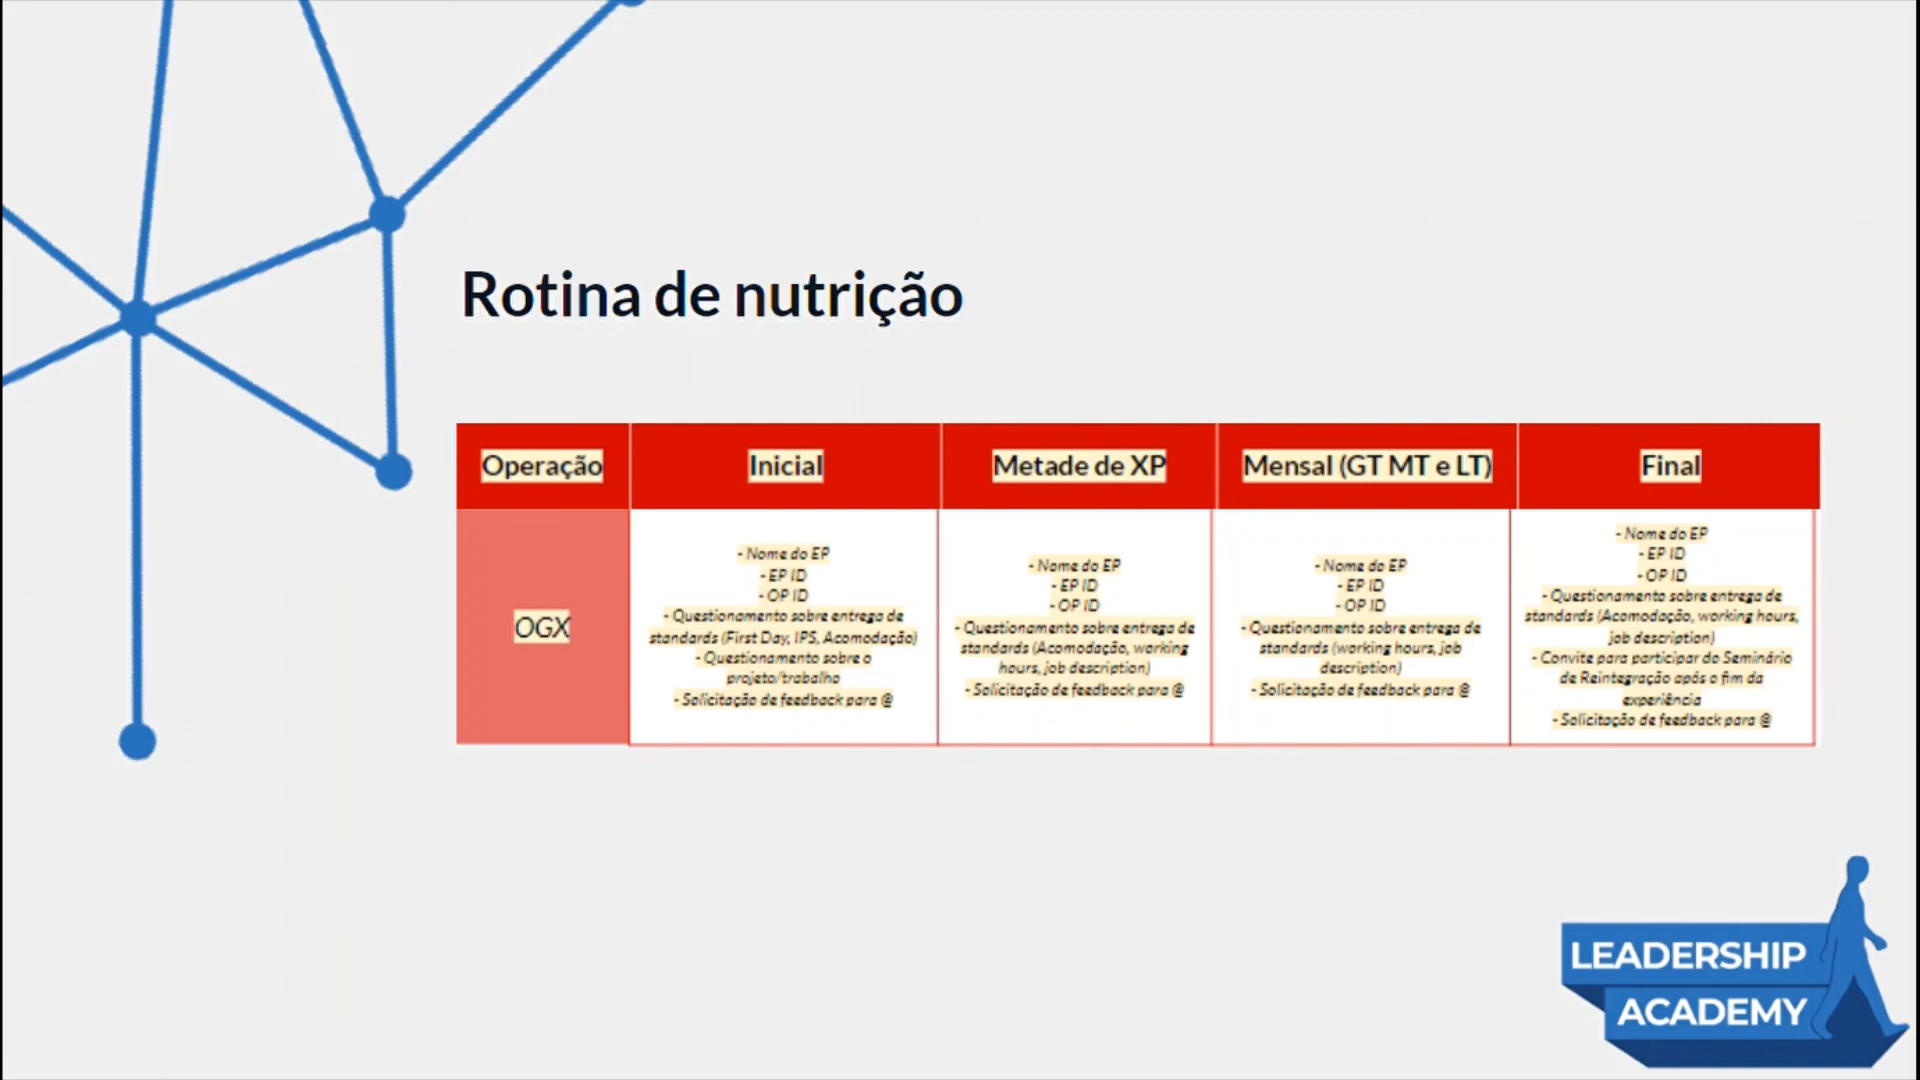 Rotina de nutrição
Operação
Inicial
Metade de XP
Mensal (GT MT e LT)
Final
OGX
- Nome do EP
- EP ID
- OP ID
- Questionamento sobre entrega de
standards (First Day, IPS, Acomodação)
- Questionamento sobre o
projeto/trabalho
- Solicitação de feedback para @
- Nome do EP
- EP ID
- OP ID
- Questionamento sobre entrega de
standards (Acomodação, working
hours, job description)
- Solicitação de feedback para @
- Nome do EP
- EP ID
- OP ID
- Questionamento sobre entrega de
standards (working hours, job
description)
- Solicitação de feedback para @
- Nome do EP
- EP ID
- OP ID
- Questionamento sobre entrega de
standards (Acomodação, working hours,
job description)
- Convite para participar do Seminário
de Reintegração após o fim da
experiência
- Solicitação de feedback para @
LEADERSHIP
ACADEMY